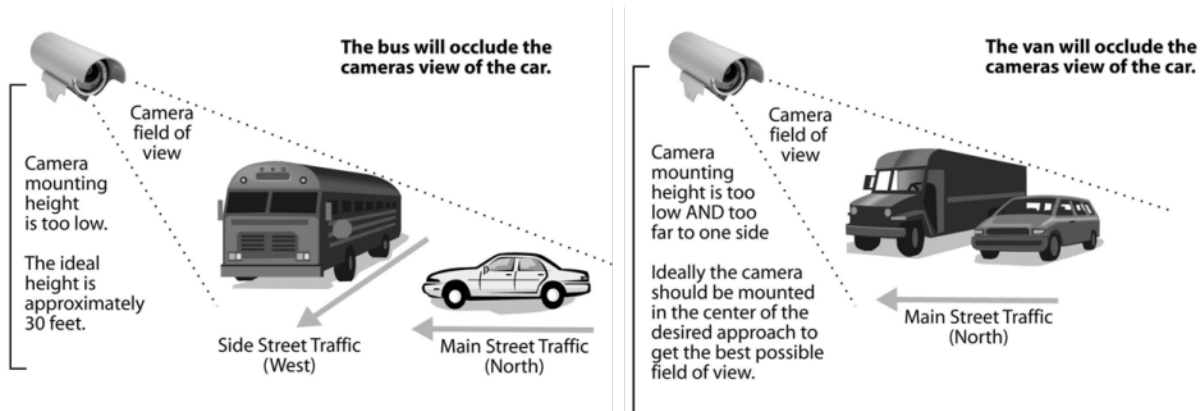 The bus will occlude the
cameras view of the car.
Camera
field of
view
Camera
mounting
height
is too low.
The ideal
height is
approximately
30 feet.
Side Street Traffic
(West)
Main Street Traffic
(North)
The van will occlude the
cameras view of the car.
Camera
field of
view
Camera
mounting
height is too
low AND too
far to one side
Ideally the camera
should be mounted
in the center of the
desired approach to
get the best possible
field of view.
Main Street Traffic
(North)